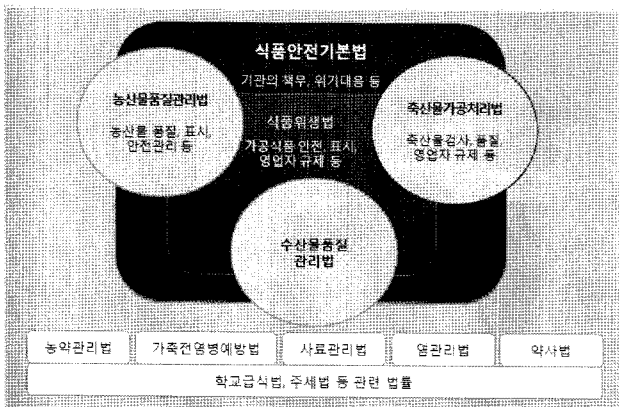 식품안전기본법
기관의 책무, 위기대응 등
농산물품질관리법
농산물 품질, 표시,
안전관리 등
식품위생법
가공식품 안전, 표시,
영업자 규제 등
축산물가공처리법
축산물검사, 품질
영업자 규제 등
수산물품질
관리법
농약관리법
가축전염병예방법
사료관리법
염관리법
약사법
학교급식법, 주세법 등 관련 법률